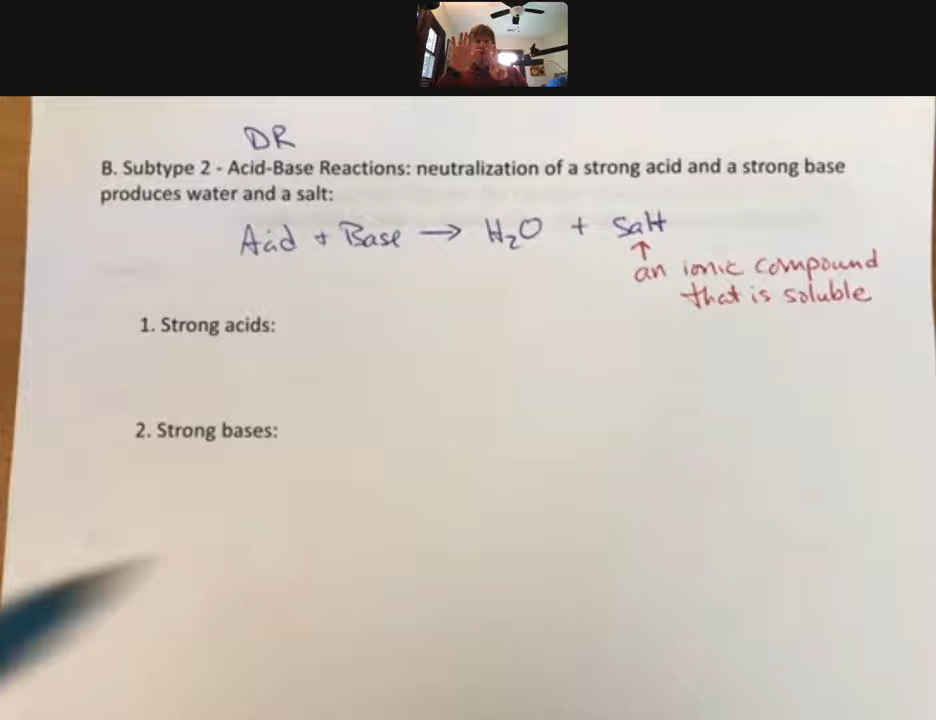 DR
B. Subtype 2 - Acid-Base Reactions: neutralization of a strong acid and a strong base
produces water and a salt:
Acid + Base → H₂O + Salt
↑
an ionic compound
that is soluble
1. Strong acids:
2. Strong bases: